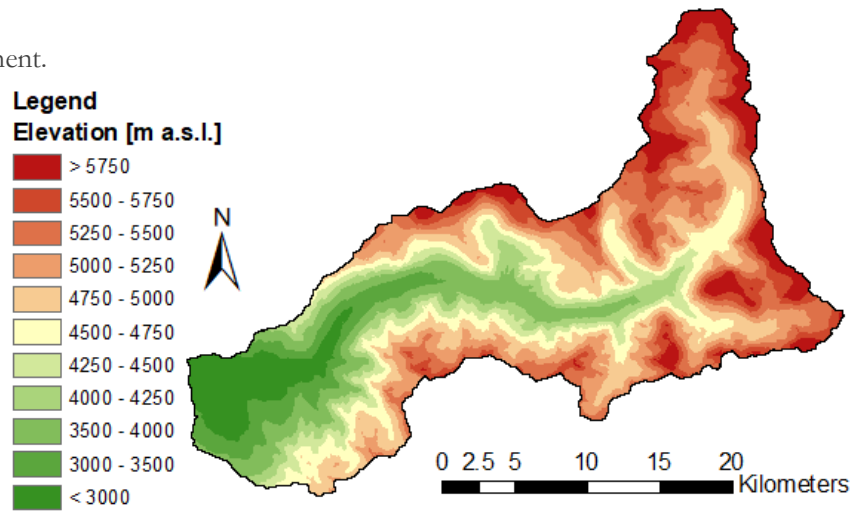 nent.
Legend
Elevation [m a.s.l.]
> 5750
5500 - 5750
5250 - 5500
5000 - 5250
4750 - 5000
4500 - 4750
4250 - 4500
4000 - 4250
3500 - 4000
3000 - 3500
< 3000
N
0 2.5 5 10 15 20
Kilometers